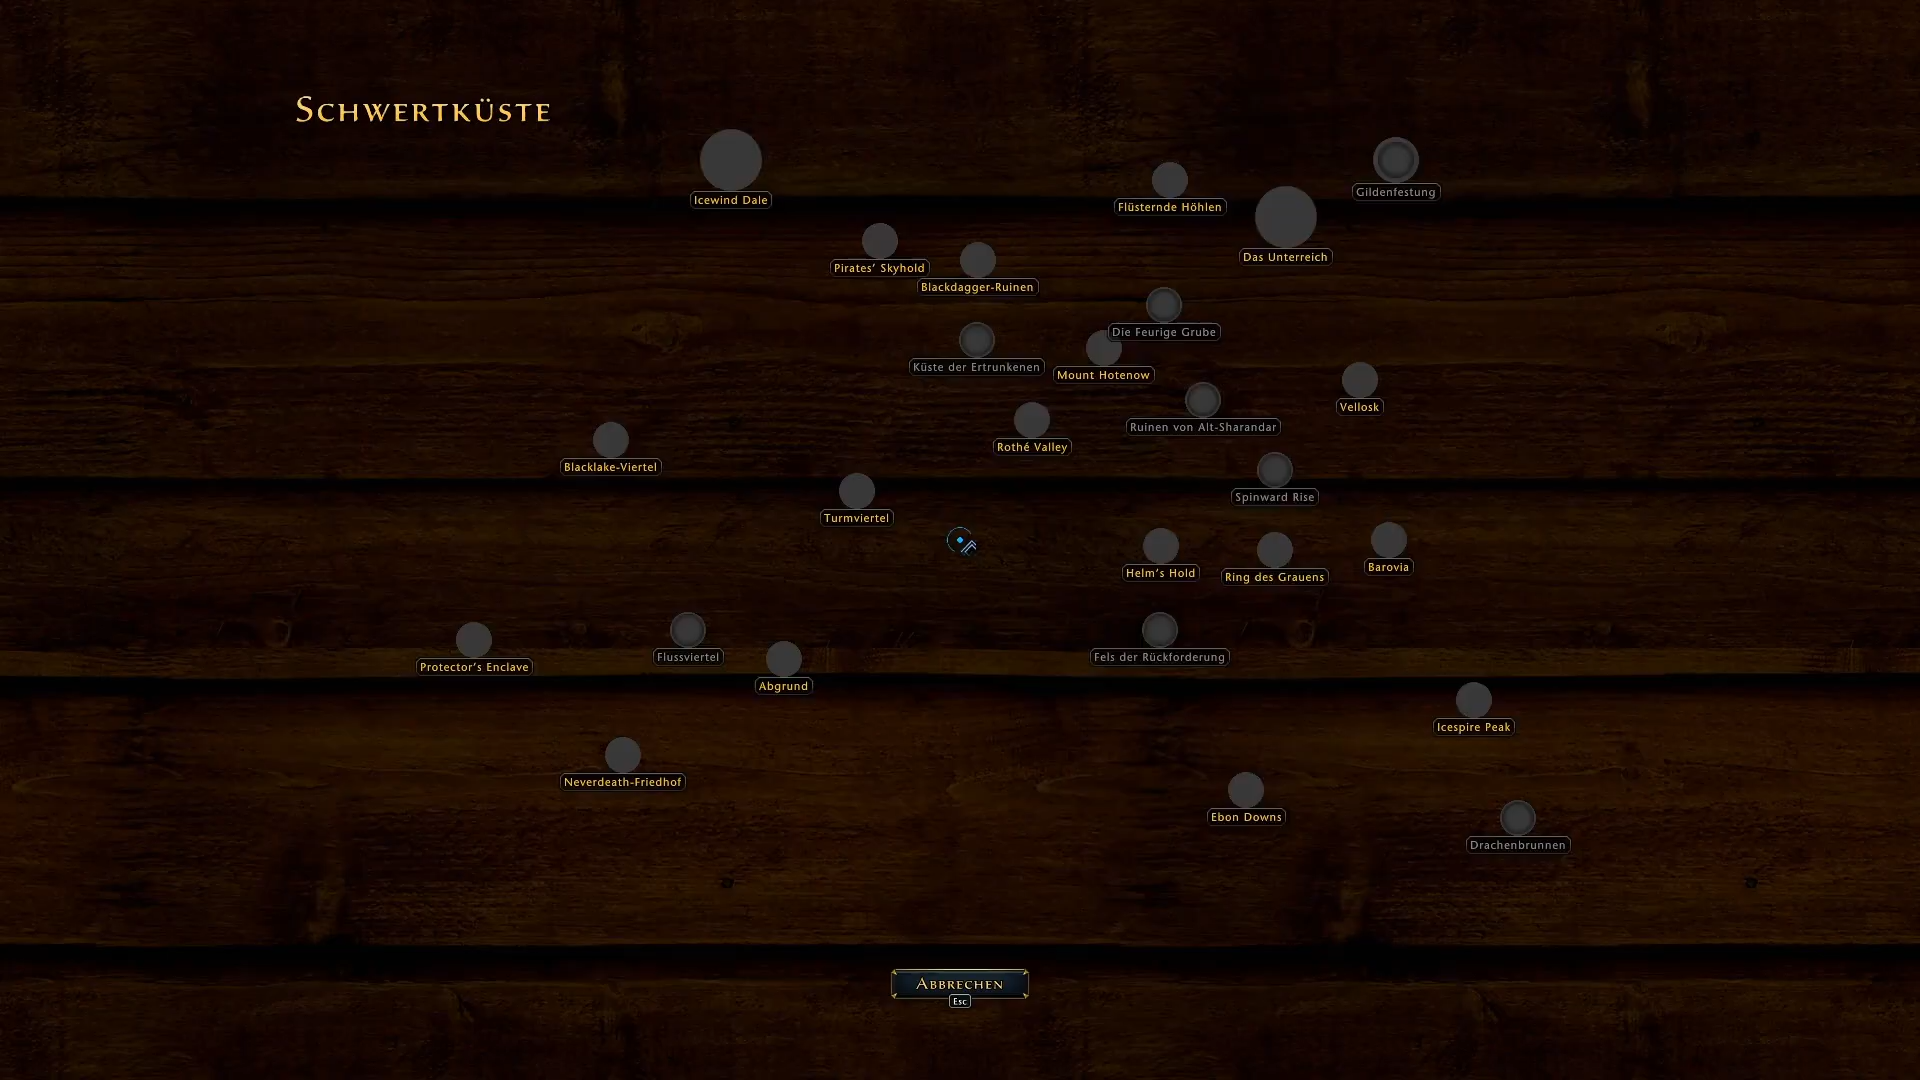 Schwertküste
Icewind Dale
Gildenfestung
Flüsternde Höhlen
Das Unterreich
Pirates' Skyhold
Blackdagger-Ruinen
Die Feurige Grube
Küste der Ertrunkenen
Mount Hotenow
Vellosk
Ruinen von Alt-Sharandar
Rothé Valley
Blacklake-Viertel
Spinward Rise
Turmviertel
Helm's Hold
Ring des Grauens
Barovia
Protector's Enclave
Flussviertel
Fels der Rückforderung
Abgrund
Icespire Peak
Neverdeath-Friedhof
Ebon Downs
Drachenbrunnen
Abbrechen
Esc